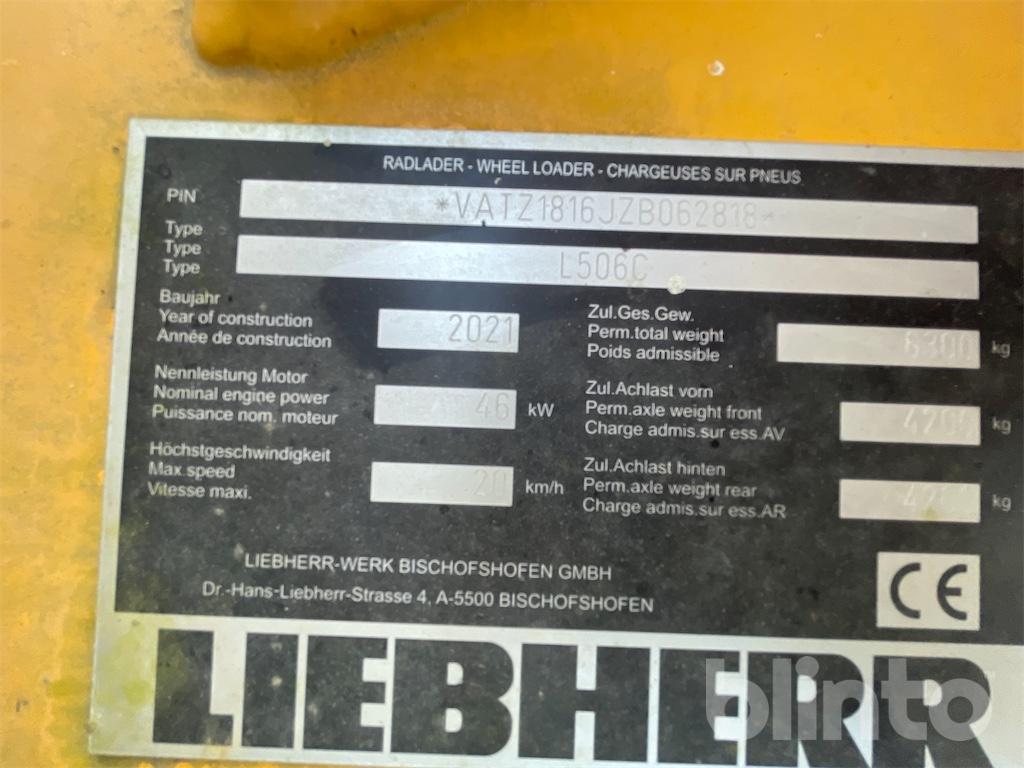 RADLADER - WHEEL LOADER - CHARGEUSES SUR PNEUS
PIN *VATZ1816JZB062818*
Type
Type L506C
Type
Baujahr
Year of construction 2021
Année de construction
Zul.Ges.Gew.
Perm.total weight 6300 kg
Poids admissible
Nennleistung Motor
Nominal engine power 46 kW
Puissance nom. moteur
Zul.Achlast vorn
Perm.axle weight front kg
Charge admis.sur ess.AV
Höchstgeschwindigkeit
Max.speed 20 km/h
Vitesse maxi.
Zul.Achlast hinten
Perm.axle weight rear kg
Charge admis.sur ess.AR
LIEBHERR-WERK BISCHOFSHOFEN GMBH
Dr.-Hans-Liebherr-Strasse 4, A-5500 BISCHOFSHOFEN
CE
LIEBHERR
blinto